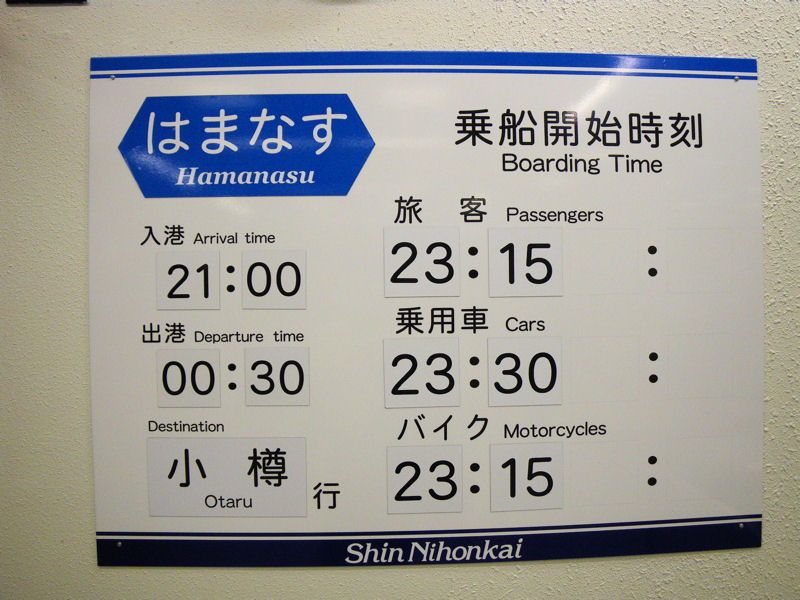 はまなす
Hamanasu
乗船開始時刻
Boarding Time
入港 Arrival time
21:00
出港 Departure time
00:30
Destination
小樽
Otaru
行
旅客 Passengers
23:15 :
乗用車 Cars
23:30 :
バイク Motorcycles
23:15 :
Shin Nihonkai